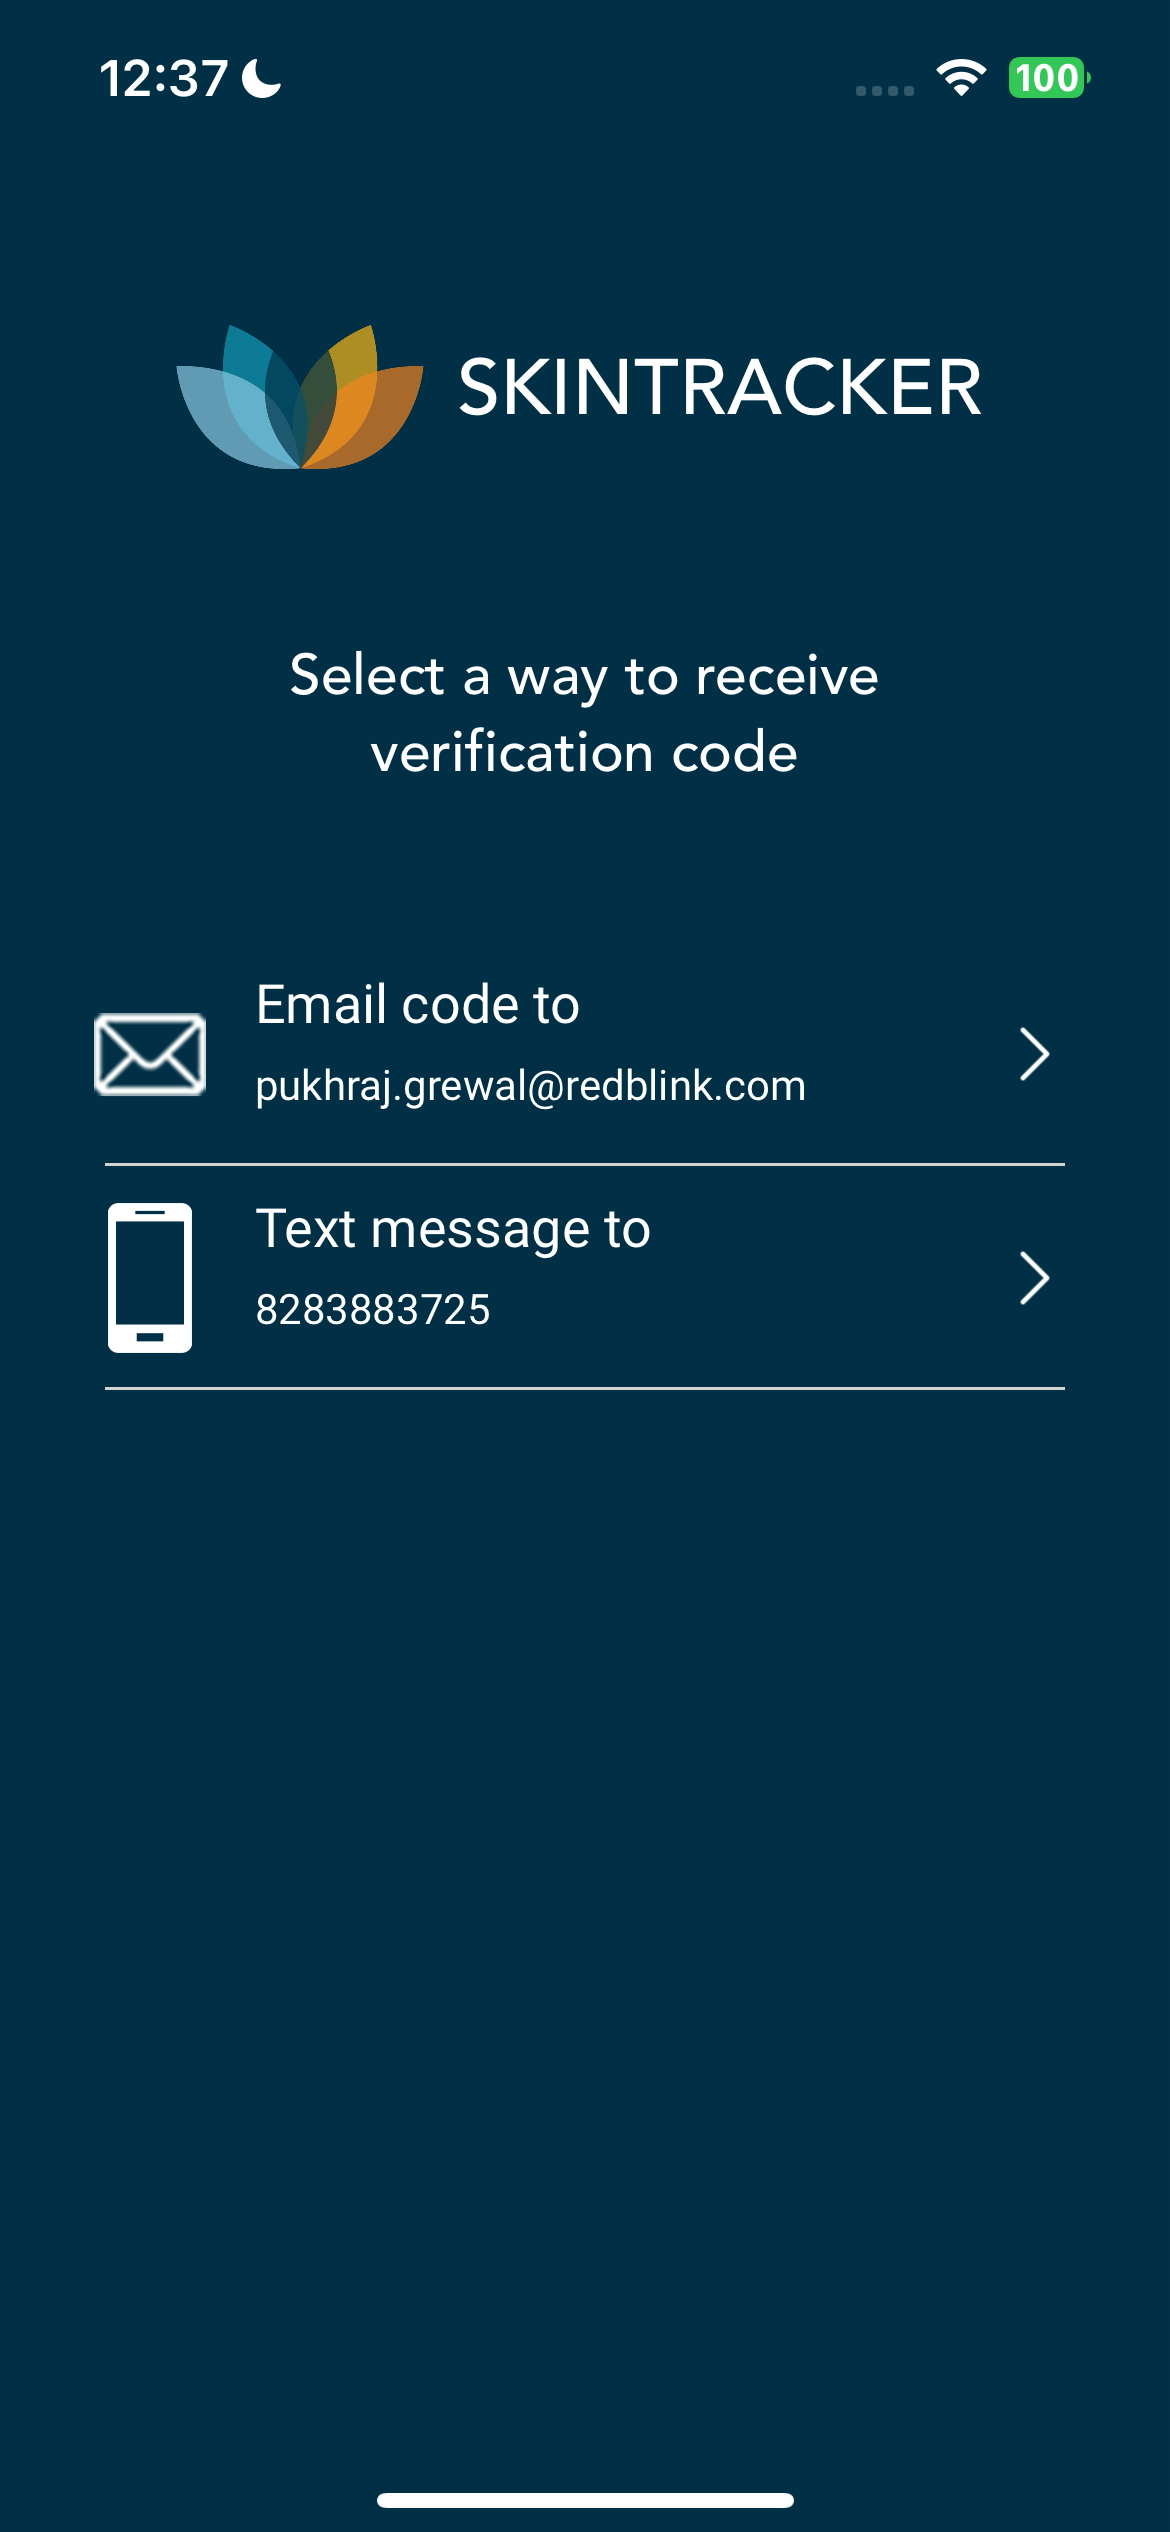 12:37
100
SKINTRACKER
Select a way to receive
verification code
Email code to
pukhraj.grewal@redblink.com
Text message to
8283883725